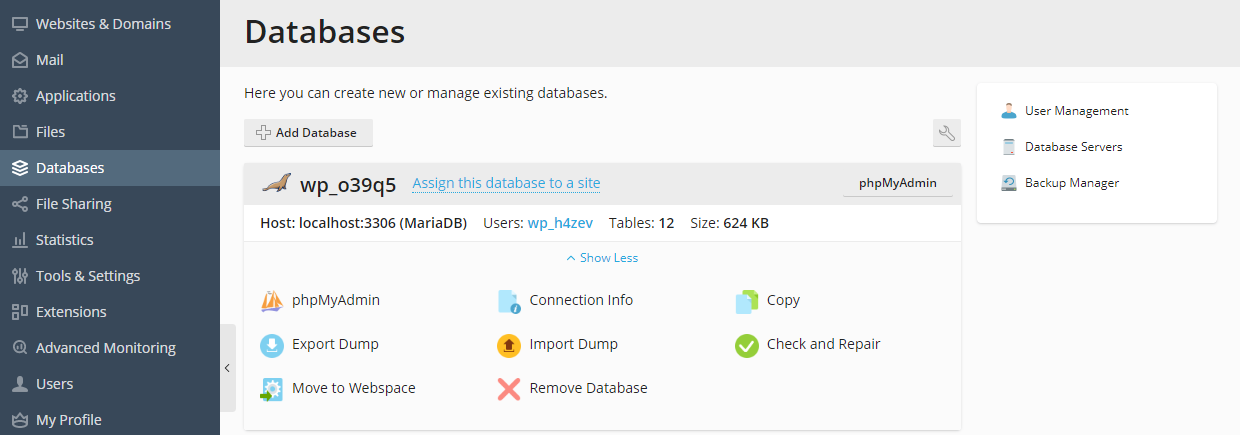 Websites & Domains
Mail
Applications
Files
Databases
File Sharing
Statistics
Tools & Settings
Extensions
Advanced Monitoring
Users
My Profile
Databases
Here you can create new or manage existing databases.
Add Database
wp_o39q5 Assign this database to a site phpMyAdmin
Host: localhost:3306 (MariaDB) Users: wp_h4zev Tables: 12 Size: 624 KB
Show Less
phpMyAdmin Connection Info Copy
Export Dump Import Dump Check and Repair
Move to Webspace Remove Database
User Management
Database Servers
Backup Manager